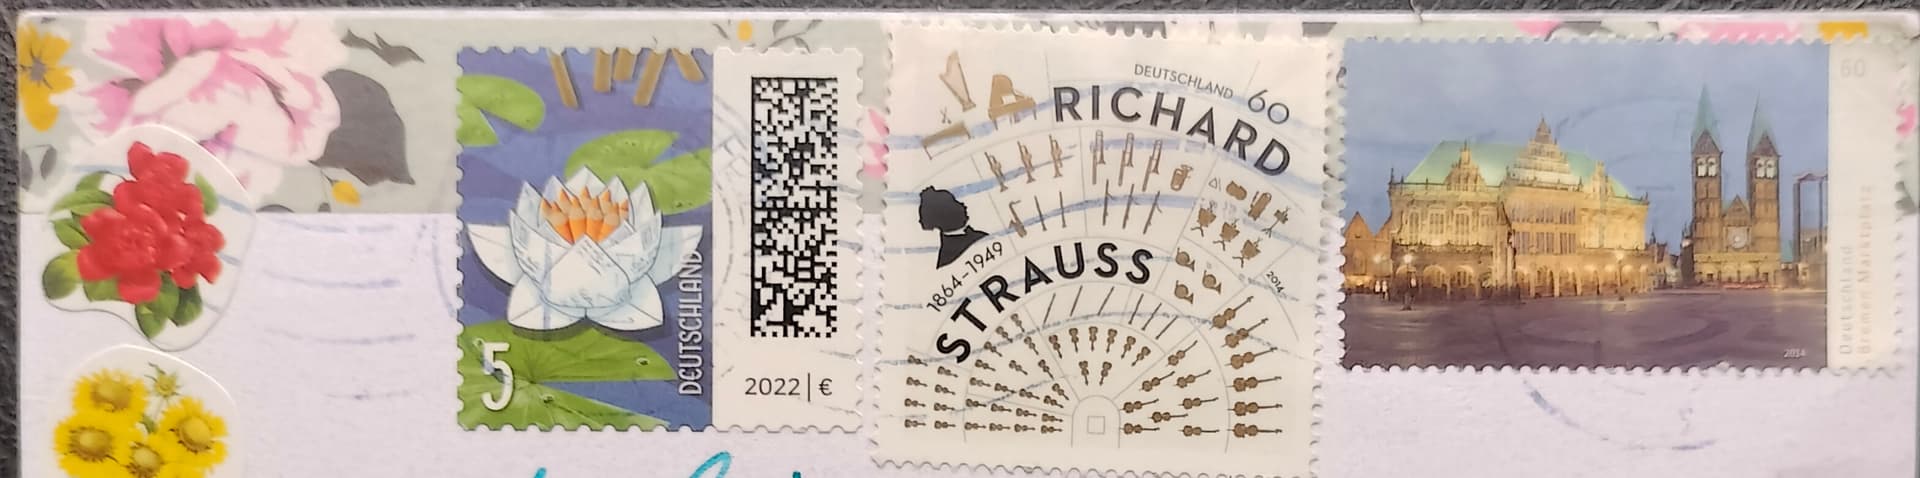 DEUTSCHLAND
5
2022 | €
DEUTSCHLAND 60
RICHARD
STRAUSS
1864-1949
2014
60
Deutschland
Bremer Marktplatz
2014